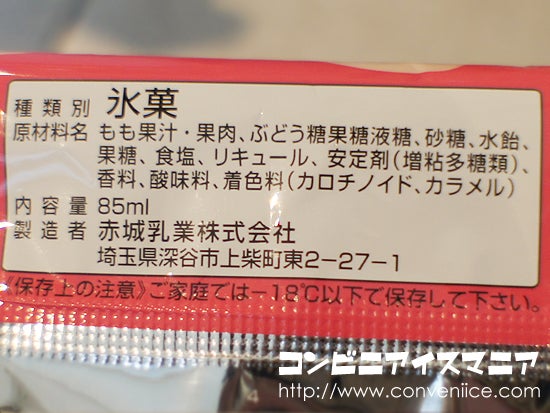 種類別 氷菓
原材料名 もも果汁・果肉、ぶどう糖果糖液糖、砂糖、水飴、
果糖、食塩、リキュール、安定剤(増粘多糖類)、
香料、酸味料、着色料(カロチノイド、カラメル)
内容量 85ml
製造者 赤城乳業株式会社
埼玉県深谷市上柴町東2-27-1
《保存上の注意》ご家庭では-18℃以下で保存して下さい。
コンビニアイスマニア
http://www.conveniice.com/